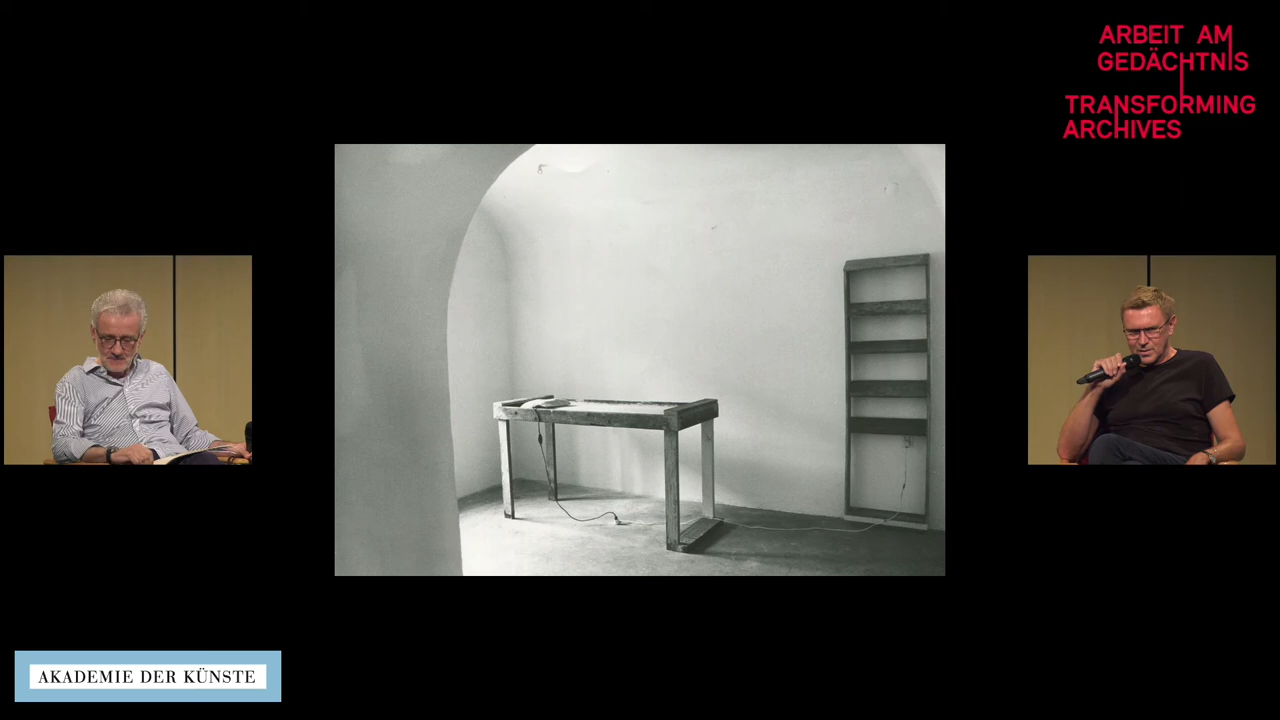 ARBEIT AM
GEDÄCHTNIS
TRANSFORMING
ARCHIVES
AKADEMIE DER KÜNSTE